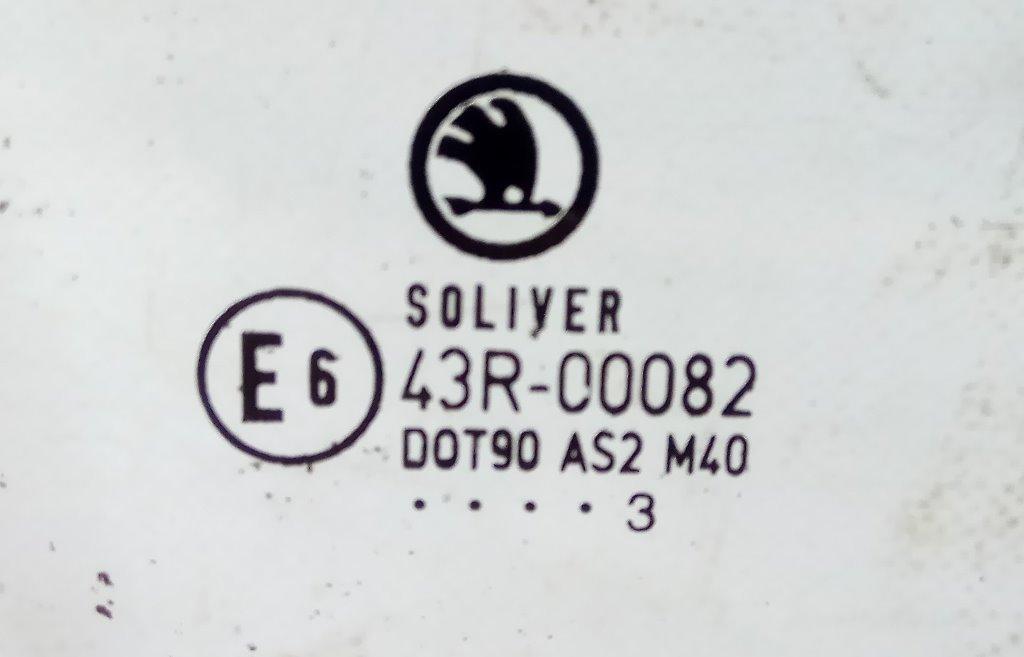 SOLIVER
E6
43R-00082
DOT90 AS2 M40
. . . . 3